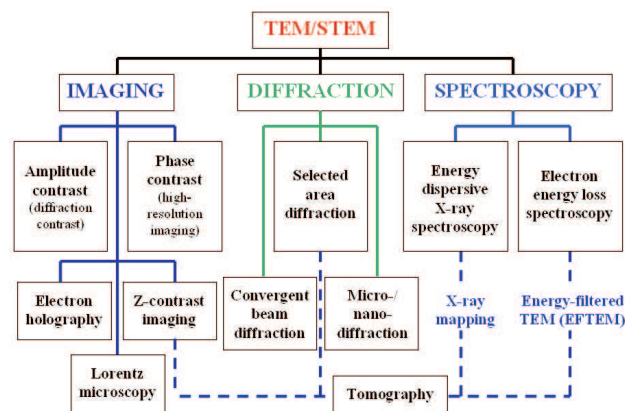 TEM/STEM
IMAGING
DIFFRACTION
SPECTROSCOPY
Amplitude
contrast
(diffraction
contrast)
Phase
contrast
(high-
resolution
imaging)
Selected
area
diffraction
Energy
dispersive
X-ray
spectroscopy
Electron
energy loss
spectroscopy
Electron
holography
Z-contrast
imaging
Convergent
beam
diffraction
Micro-/
nano-
diffraction
X-ray
mapping
Energy-filtered
TEM (EFTEM)
Lorentz
microscopy
Tomography